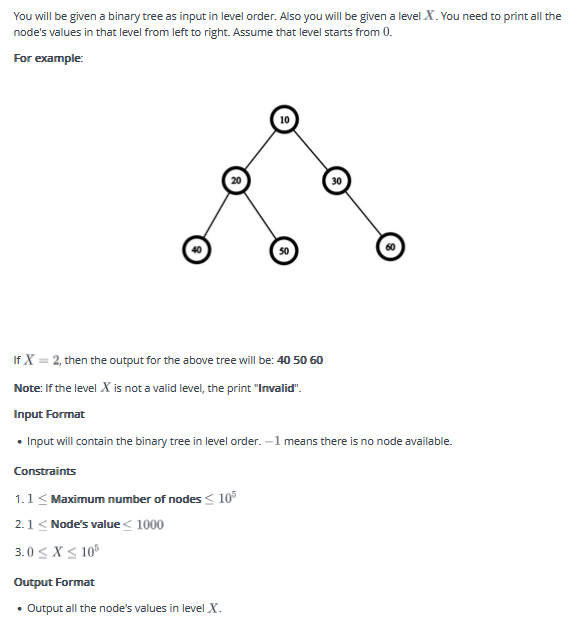 You will be given a binary tree as input in level order. Also you will be given a level X. You need to print all the
node's values in that level from left to right. Assume that level starts from 0.
For example:
10
20
30
40
50
60
If X = 2, then the output for the above tree will be: 40 50 60
Note: If the level X is not a valid level, the print "Invalid".
Input Format
• Input will contain the binary tree in level order. −1 means there is no node available.
Constraints
1. 1 ≤ Maximum number of nodes ≤ 10⁵
2. 1 ≤ Node's value ≤ 1000
3. 0 ≤ X ≤ 10⁵
Output Format
• Output all the node's values in level X.